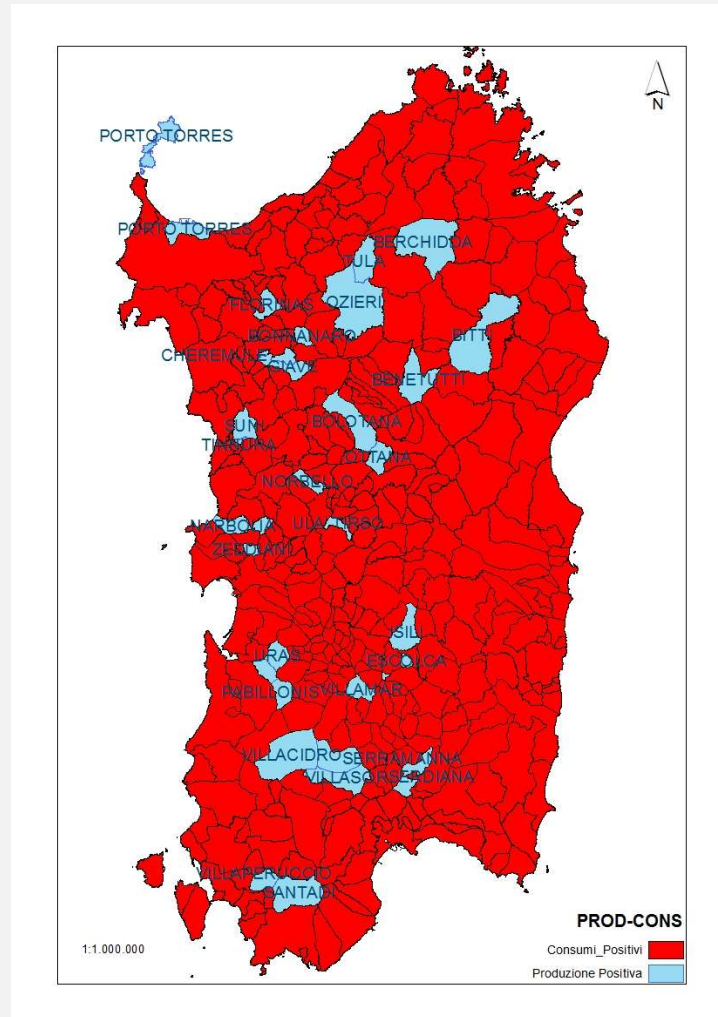 N
PORTO TORRES
PORTO TORRES
BERCHIDDA
TULA
OZIERI
FLORINAS
BONNANARO
BITTI
CHEREMULE
GIAVE
BENETUTTI
BOLOTANA
SUNI
TINNURA
OTTANA
NORBELLO
NARBOLIA
ULA TIRSO
ZEDDIANI
ISILI
URAS
ESCOLCA
PABILLONIS
VILLAMAR
VILLACIDRO
SERRAMANNA
VILLASOR
SERDIANA
VILLAPERUCCIO
SANTADI
PROD-CONS
1:1.000.000
Consumi_Positivi
Produzione Positiva